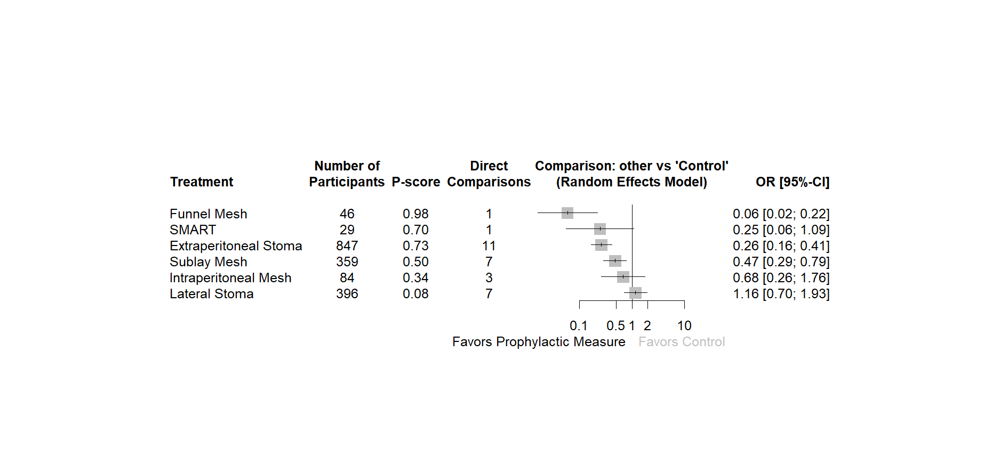 Number of Direct Comparison: other vs 'Control'
Treatment Participants P-score Comparisons (Random Effects Model) OR [95%-CI]
Funnel Mesh 46 0.98 1 0.06 [0.02; 0.22]
SMART 29 0.70 1 0.25 [0.06; 1.09]
Extraperitoneal Stoma 847 0.73 11 0.26 [0.16; 0.41]
Sublay Mesh 359 0.50 7 0.47 [0.29; 0.79]
Intraperitoneal Mesh 84 0.34 3 0.68 [0.26; 1.76]
Lateral Stoma 396 0.08 7 1.16 [0.70; 1.93]
0.1 0.5 1 2 10
Favors Prophylactic Measure Favors Control